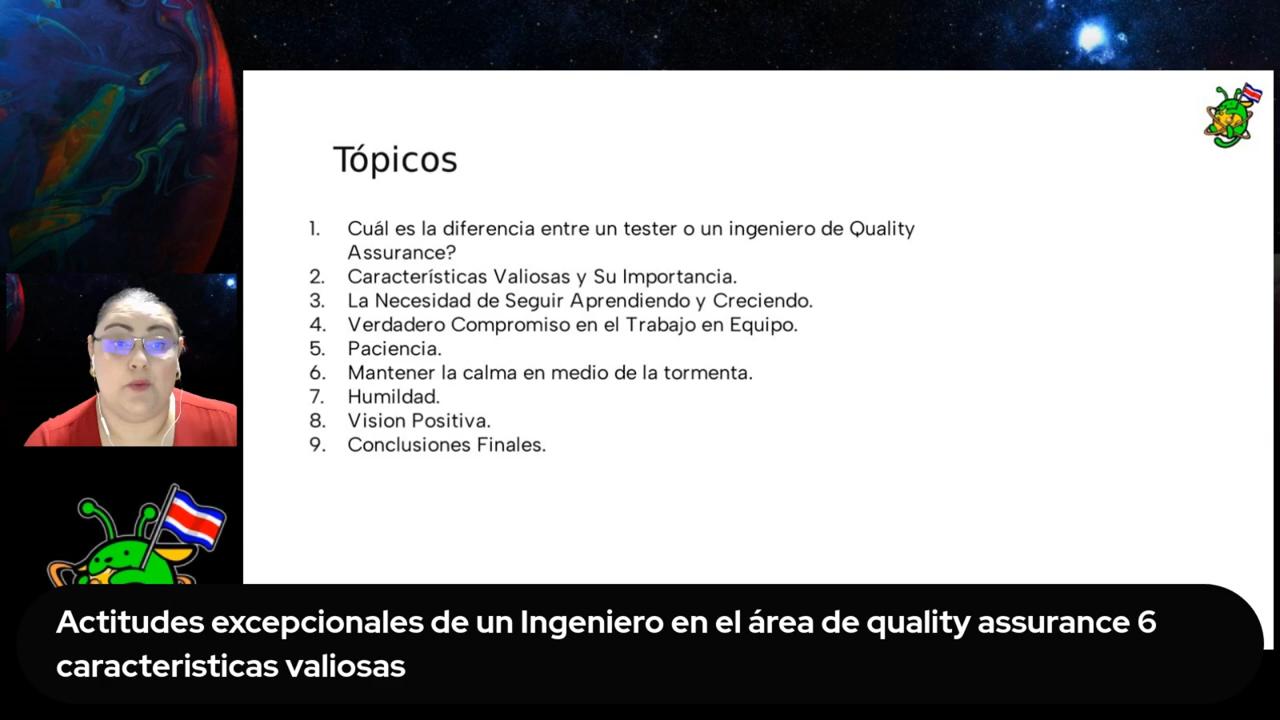 Tópicos
1. Cuál es la diferencia entre un tester o un ingeniero de Quality
Assurance?
2. Características Valiosas y Su Importancia.
3. La Necesidad de Seguir Aprendiendo y Creciendo.
4. Verdadero Compromiso en el Trabajo en Equipo.
5. Paciencia.
6. Mantener la calma en medio de la tormenta.
7. Humildad.
8. Vision Positiva.
9. Conclusiones Finales.
Actitudes excepcionales de un Ingeniero en el área de quality assurance 6
caracteristicas valiosas